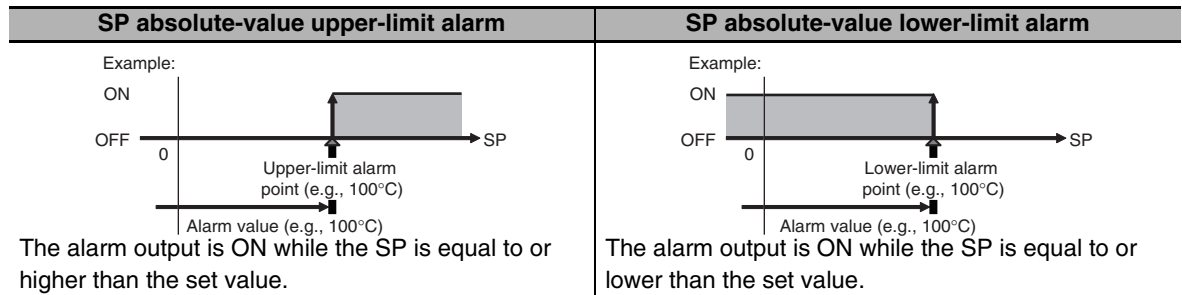 SP absolute-value upper-limit alarm
Example:
ON
OFF
SP
0
Upper-limit alarm
point (e.g., 100°C)
Alarm value (e.g., 100°C)
The alarm output is ON while the SP is equal to or
higher than the set value.
SP absolute-value lower-limit alarm
Example:
ON
OFF
SP
0
Lower-limit alarm
point (e.g., 100°C)
Alarm value (e.g., 100°C)
The alarm output is ON while the SP is equal to or
lower than the set value.